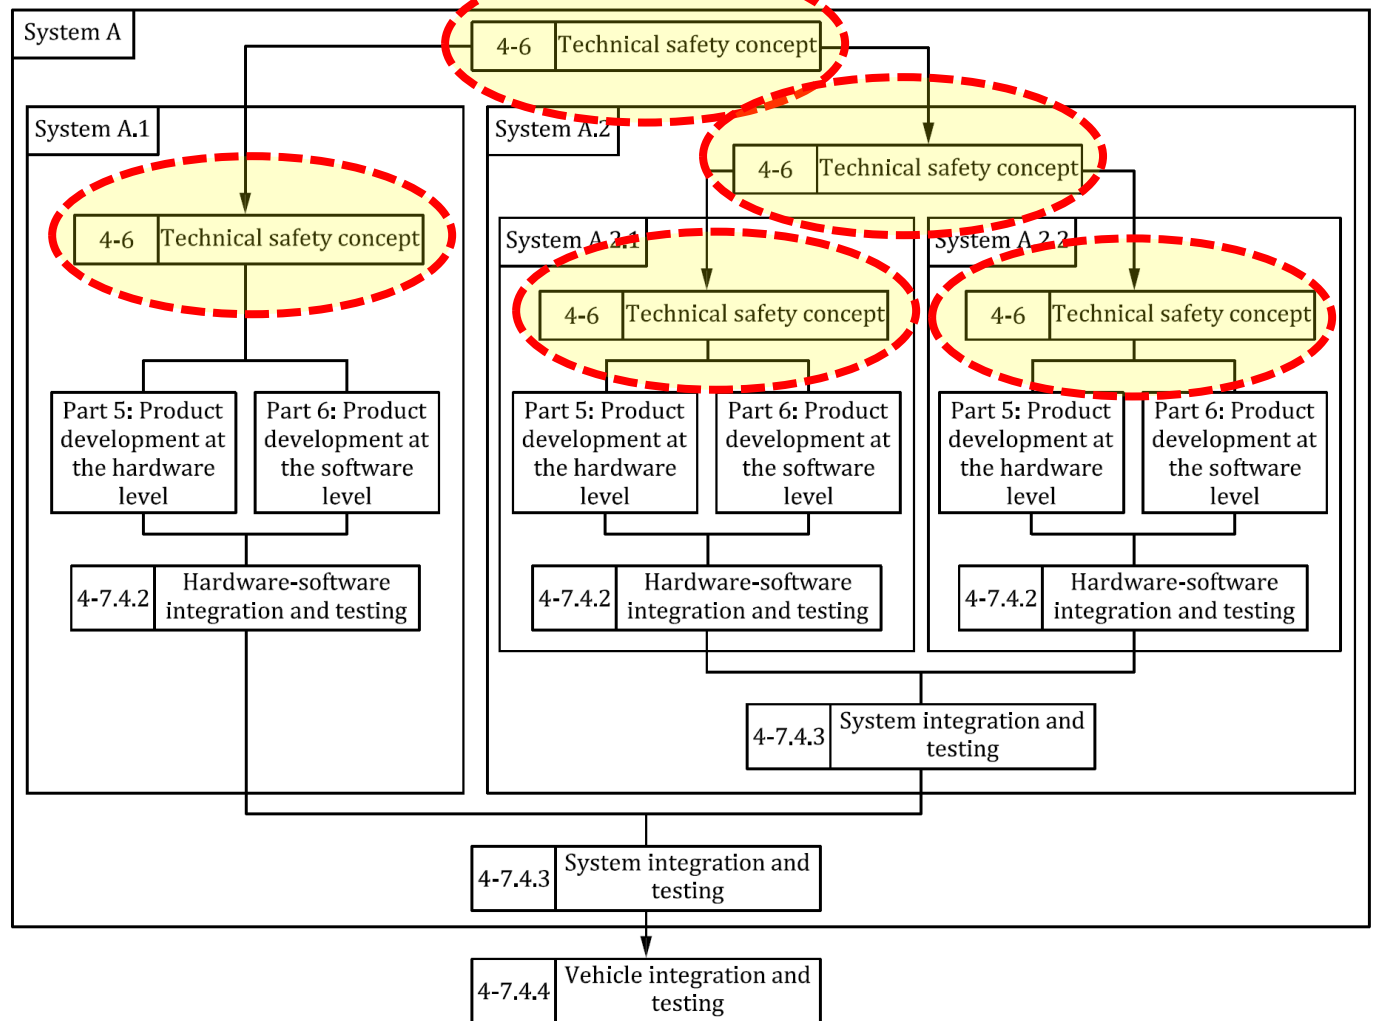 System A
4-6 Technical safety concept
System A.1
System A.2
4-6 Technical safety concept
4-6 Technical safety concept
System A.2.1
System A.2.2
4-6 Technical safety concept
4-6 Technical safety concept
Part 5: Product
development at
the hardware
level
Part 6: Product
development at
the software
level
Part 5: Product
development at
the hardware
level
Part 6: Product
development at
the software
level
Part 5: Product
development at
the hardware
level
Part 6: Product
development at
the software
level
4-7.4.2
Hardware-software
integration and testing
4-7.4.2
Hardware-software
integration and testing
4-7.4.2
Hardware-software
integration and testing
4-7.4.3
System integration and
testing
4-7.4.3
System integration and
testing
4-7.4.4
Vehicle integration and
testing